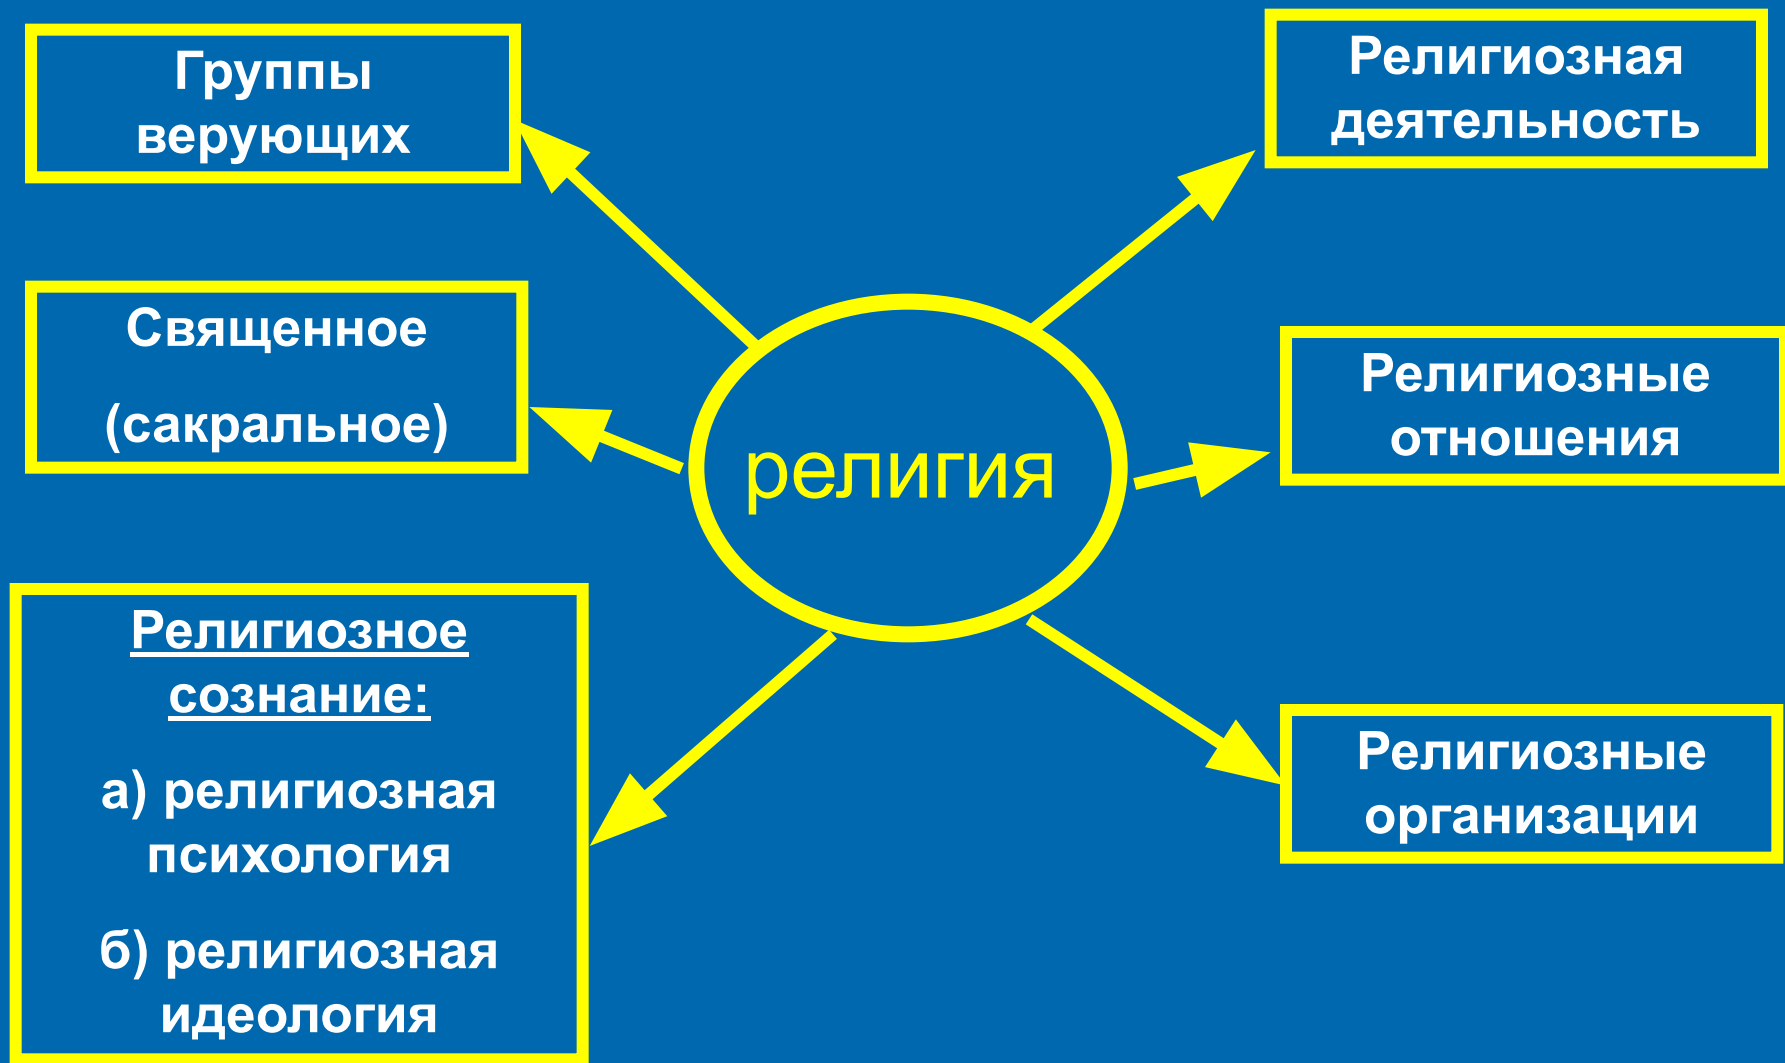 Группы
верующих
Священное
(сакральное)
Религиозное
сознание:
а) религиозная
психология
б) религиозная
идеология
религия
Религиозная
деятельность
Религиозные
отношения
Религиозные
организации